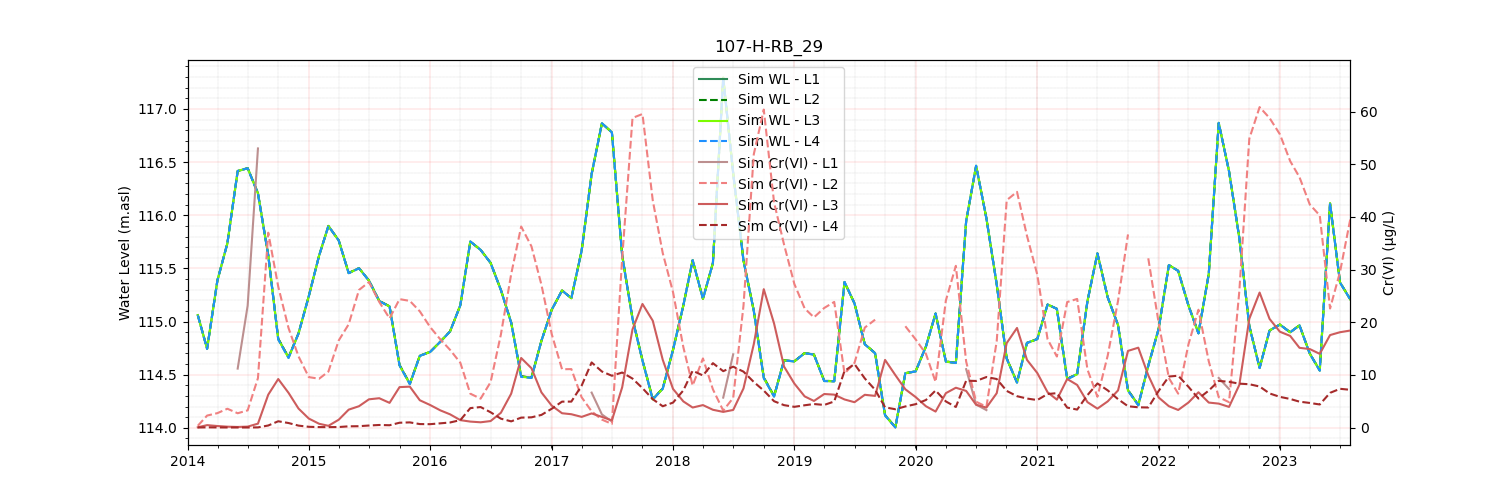 107-H-RB_29
Sim WL - L1
Sim WL - L2
Sim WL - L3
Sim WL - L4
Sim Cr(VI) - L1
Sim Cr(VI) - L2
Sim Cr(VI) - L3
Sim Cr(VI) - L4
Water Level (m.asl)
117.0
116.5
116.0
115.5
115.0
114.5
114.0
Cr(VI) (µg/L)
60
50
40
30
20
10
0
2014 2015 2016 2017 2018 2019 2020 2021 2022 2023